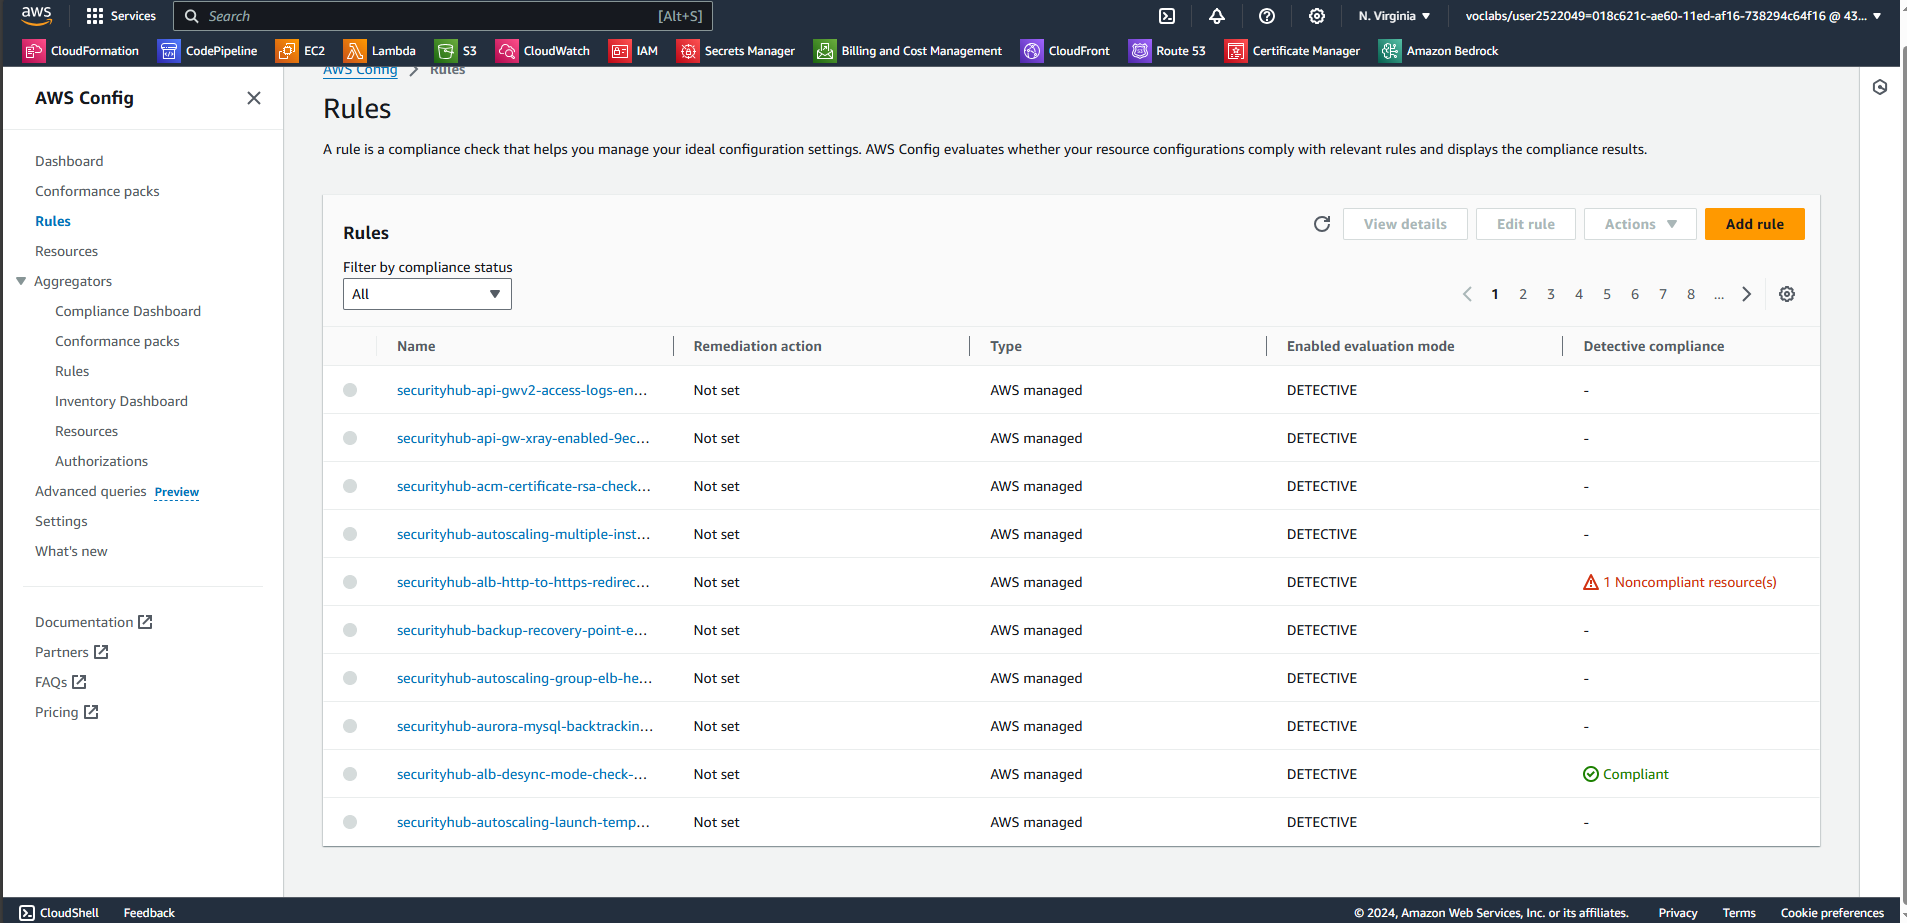 aws
Services
Search
[Alt+S]
N. Virginia
voclabs/user2522049=018c621c-ae60-11ed-af16-738294c64f16 @ 43...
CloudFormation
CodePipeline
EC2
Lambda
S3
CloudWatch
IAM
Secrets Manager
Billing and Cost Management
CloudFront
Route 53
Certificate Manager
Amazon Bedrock
AWS Config
Dashboard
Conformance packs
Rules
Resources
Aggregators
Compliance Dashboard
Conformance packs
Rules
Inventory Dashboard
Resources
Authorizations
Advanced queries Preview
Settings
What's new
Documentation
Partners
FAQs
Pricing
AWS Config > Rules
Rules
A rule is a compliance check that helps you manage your ideal configuration settings. AWS Config evaluates whether your resource configurations comply with relevant rules and displays the compliance results.
Rules
View details
Edit rule
Actions
Add rule
Filter by compliance status
All
1 2 3 4 5 6 7 8 ...
Name Remediation action Type Enabled evaluation mode Detective compliance
securityhub-api-gwv2-access-logs-en... Not set AWS managed DETECTIVE -
securityhub-api-gw-xray-enabled-9ec... Not set AWS managed DETECTIVE -
securityhub-acm-certificate-rsa-check... Not set AWS managed DETECTIVE -
securityhub-autoscaling-multiple-inst... Not set AWS managed DETECTIVE -
securityhub-alb-http-to-https-redirec... Not set AWS managed DETECTIVE 1 Noncompliant resource(s)
securityhub-backup-recovery-point-e... Not set AWS managed DETECTIVE -
securityhub-autoscaling-group-elb-he... Not set AWS managed DETECTIVE -
securityhub-aurora-mysql-backtrackin... Not set AWS managed DETECTIVE -
securityhub-alb-desync-mode-check-... Not set AWS managed DETECTIVE Compliant
securityhub-autoscaling-launch-temp... Not set AWS managed DETECTIVE -
CloudShell
Feedback
© 2024, Amazon Web Services, Inc. or its affiliates.
Privacy
Terms
Cookie preferences